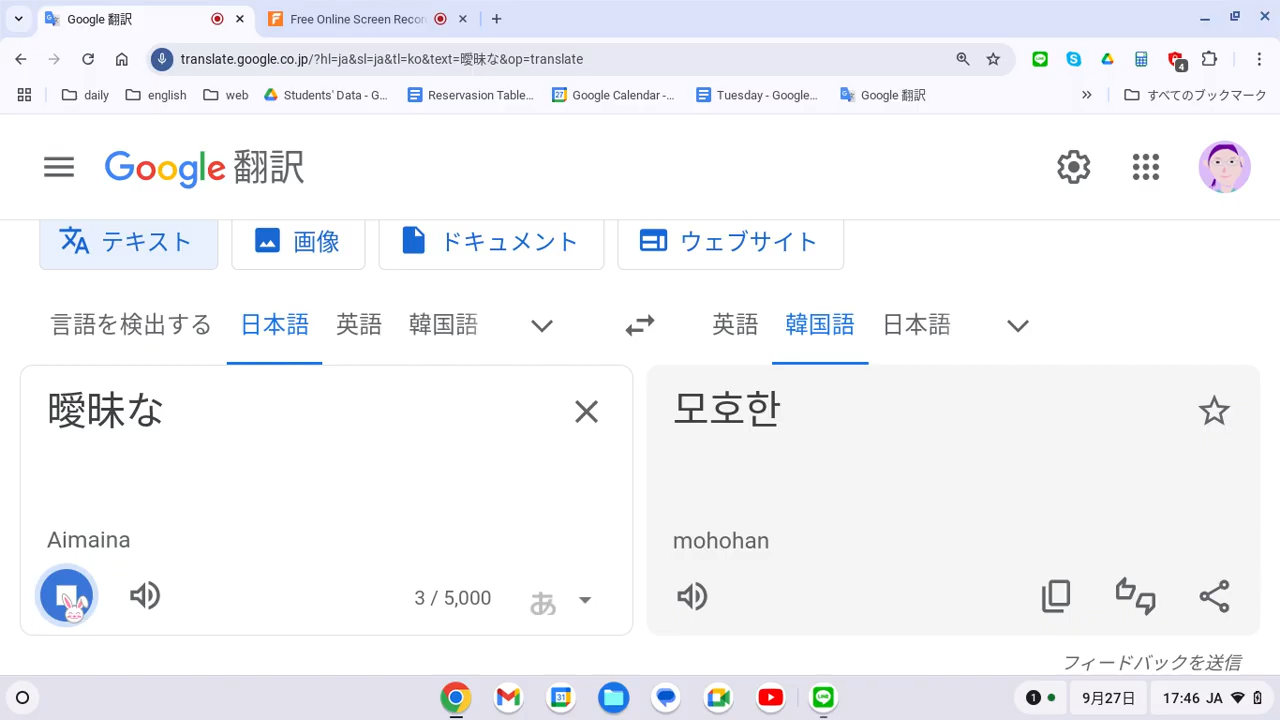 Google 翻訳
Free Online Screen Recor
translate.google.co.jp/?hl=ja&sl=ja&tl=ko&text=曖昧な&op=translate
4
daily
english
web
Students' Data - G...
Reservasion Table...
Google Calendar -...
Tuesday - Google...
Google 翻訳
»
すべてのブックマーク
Google 翻訳
テキスト
画像
ドキュメント
ウェブサイト
言語を検出する
日本語
英語
韓国語
英語
韓国語
日本語
曖昧な
모호한
Aimaina
mohohan
3 / 5,000
あ
フィードバックを送信
31
1
9月27日
17:46 JA